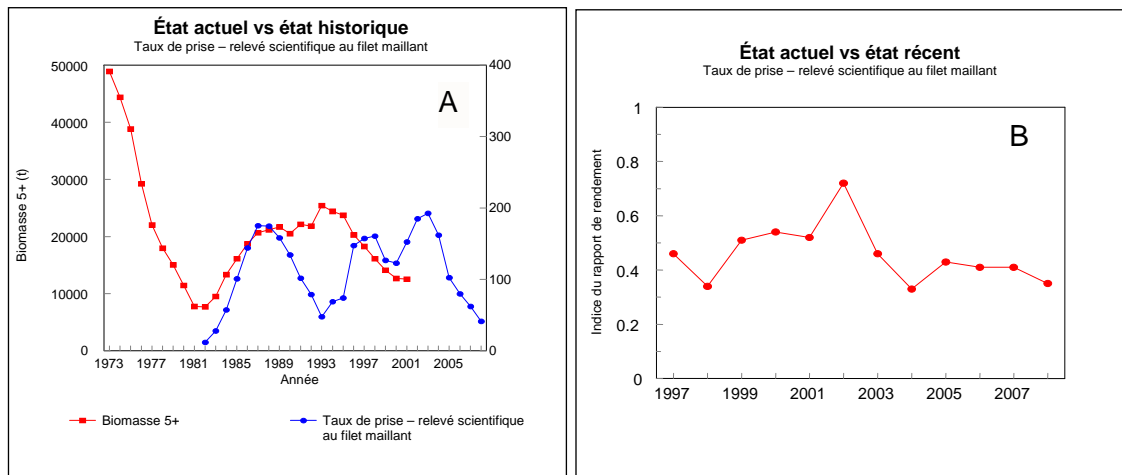 État actuel vs état historique
Taux de prise – relevé scientifique au filet maillant
A
50000
40000
30000
20000
10000
0
400
300
200
100
0
Biomasse 5+ (t)
1973 1977 1981 1985 1989 1993 1997 2001 2005
Année
Biomasse 5+
Taux de prise – relevé scientifique
au filet maillant
État actuel vs état récent
Taux de prise – relevé scientifique au filet maillant
B
1
0.8
0.6
0.4
0.2
0
Indice du rapport de rendement
1997 1999 2001 2003 2005 2007